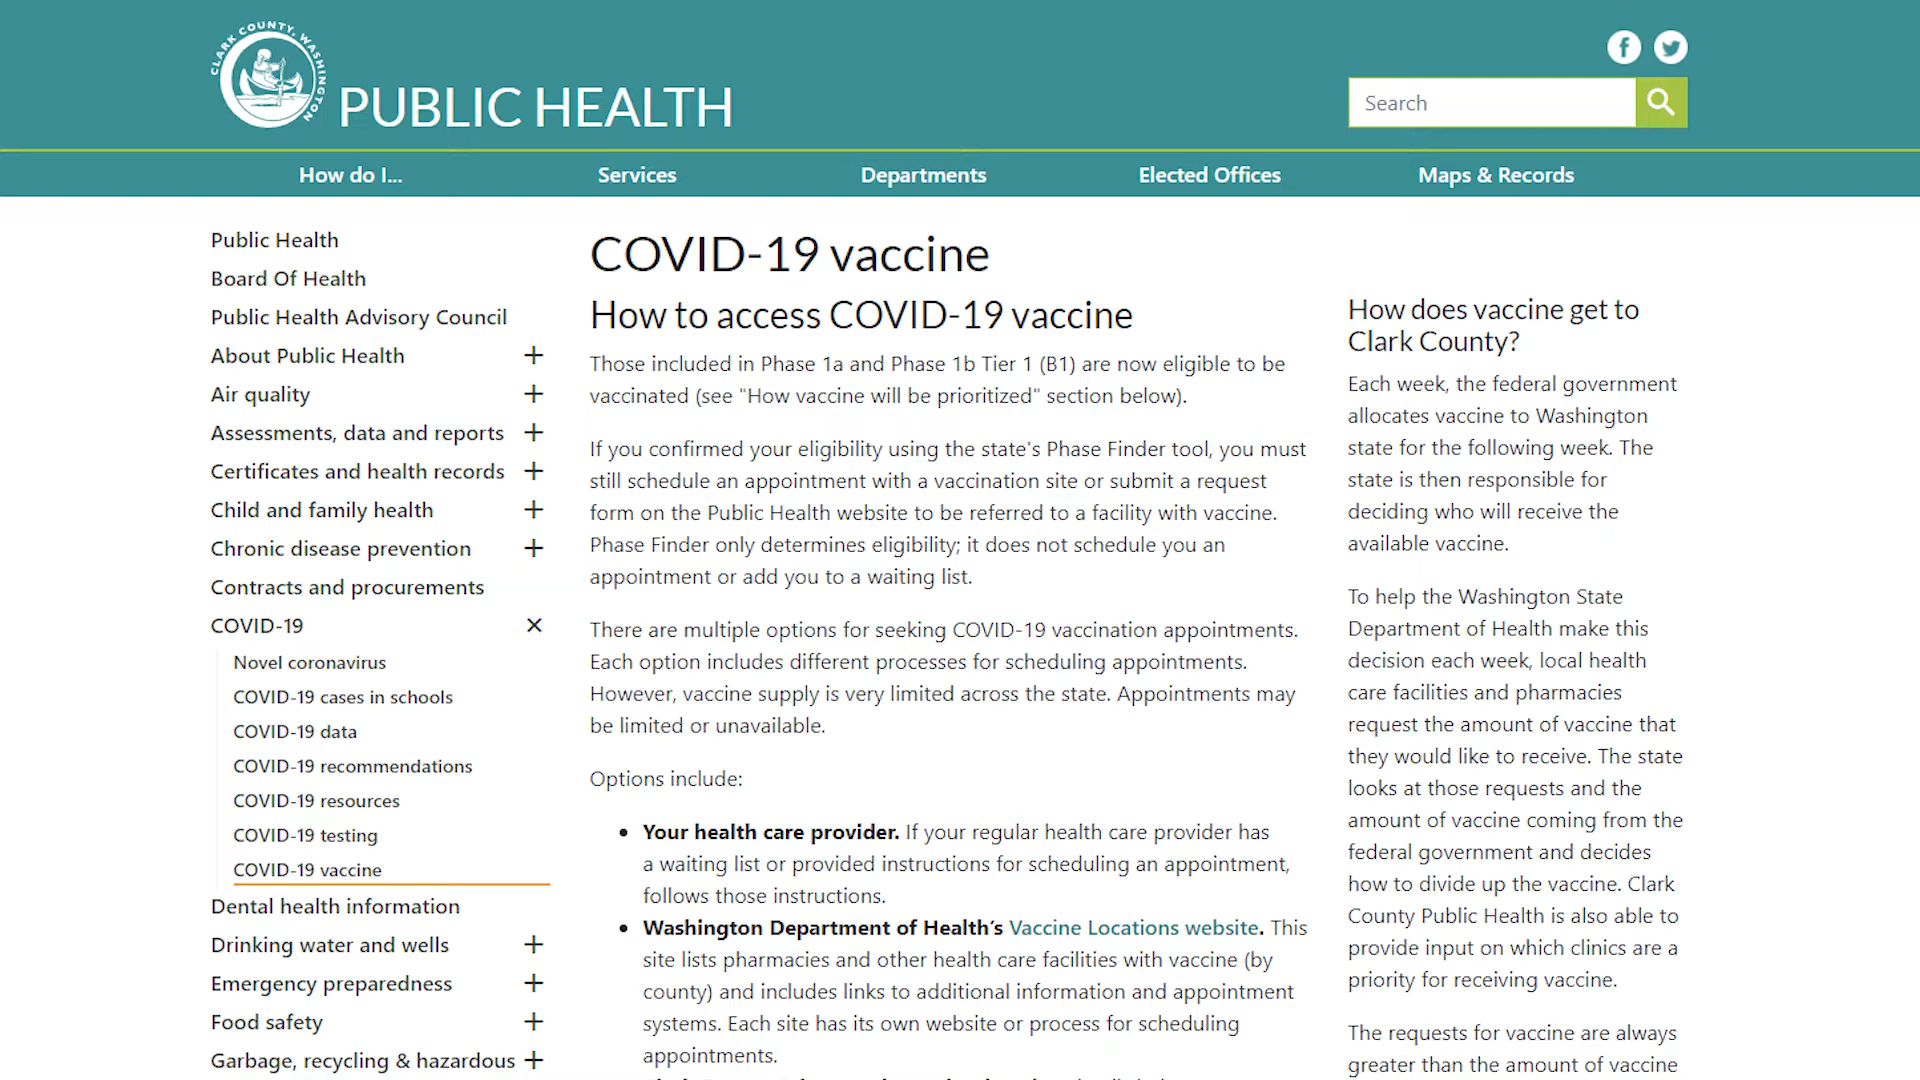 CLARK COUNTY, WASHINGTON
PUBLIC HEALTH
Search
How do I...
Services
Departments
Elected Offices
Maps & Records
Public Health
Board Of Health
Public Health Advisory Council
About Public Health
Air quality
Assessments, data and reports
Certificates and health records
Child and family health
Chronic disease prevention
Contracts and procurements
COVID-19
Novel coronavirus
COVID-19 cases in schools
COVID-19 data
COVID-19 recommendations
COVID-19 resources
COVID-19 testing
COVID-19 vaccine
Dental health information
Drinking water and wells
Emergency preparedness
Food safety
Garbage, recycling & hazardous
COVID-19 vaccine
How to access COVID-19 vaccine
Those included in Phase 1a and Phase 1b Tier 1 (B1) are now eligible to be
vaccinated (see "How vaccine will be prioritized" section below).
If you confirmed your eligibility using the state's Phase Finder tool, you must
still schedule an appointment with a vaccination site or submit a request
form on the Public Health website to be referred to a facility with vaccine.
Phase Finder only determines eligibility; it does not schedule you an
appointment or add you to a waiting list.
There are multiple options for seeking COVID-19 vaccination appointments.
Each option includes different processes for scheduling appointments.
However, vaccine supply is very limited across the state. Appointments may
be limited or unavailable.
Options include:
• Your health care provider. If your regular health care provider has
a waiting list or provided instructions for scheduling an appointment,
follows those instructions.
• Washington Department of Health's Vaccine Locations website. This
site lists pharmacies and other health care facilities with vaccine (by
county) and includes links to additional information and appointment
systems. Each site has its own website or process for scheduling
appointments.
How does vaccine get to
Clark County?
Each week, the federal government
allocates vaccine to Washington
state for the following week. The
state is then responsible for
deciding who will receive the
available vaccine.
To help the Washington State
Department of Health make this
decision each week, local health
care facilities and pharmacies
request the amount of vaccine that
they would like to receive. The state
looks at those requests and the
amount of vaccine coming from the
federal government and decides
how to divide up the vaccine. Clark
County Public Health is also able to
provide input on which clinics are a
priority for receiving vaccine.
The requests for vaccine are always
greater than the amount of vaccine